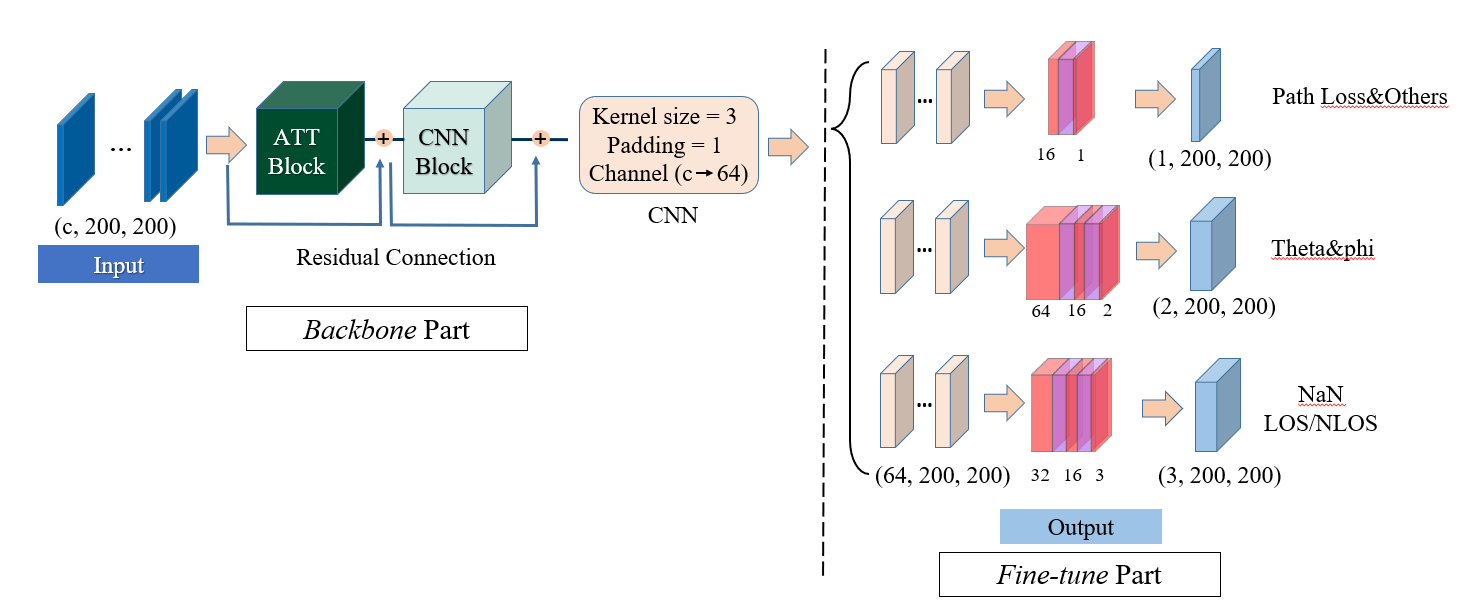 ...
(c, 200, 200)
Input
ATT
Block
+
CNN
Block
+
Residual Connection
Backbone Part
Kernel size = 3
Padding = 1
Channel (c→64)
CNN
...
16 1
(1, 200, 200)
Path Loss&Others
...
64 16 2
(2, 200, 200)
Theta&phi
...
(64, 200, 200)
32 16 3
(3, 200, 200)
NaN
LOS/NLOS
Output
Fine-tune Part